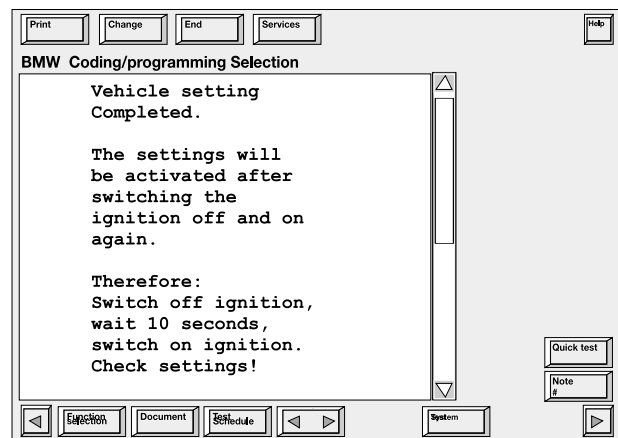 Print Change End Services Help
BMW Coding/programming Selection
Vehicle setting
Completed.
The settings will
be activated after
switching the
ignition off and on
again.
Therefore:
Switch off ignition,
wait 10 seconds,
switch on ignition.
Check settings!
Quick test
Note
#
Function
selection
Document
Test
Schedule
System